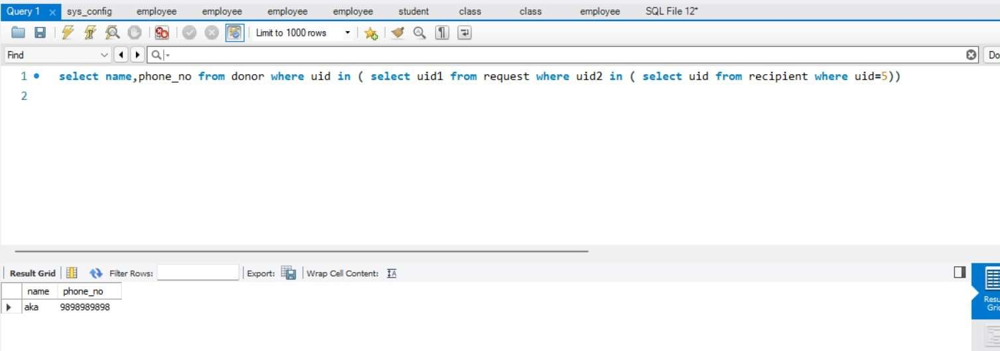 Query 1 sys_config employee employee employee employee student class class employee SQL File 12*
Limit to 1000 rows
Find Do
1 select name,phone_no from donor where uid in ( select uid1 from request where uid2 in ( select uid from recipient where uid=5))
2
Result Grid Filter Rows: Export: Wrap Cell Content: IA
name phone_no
aka 9898989898
Resu
Grid